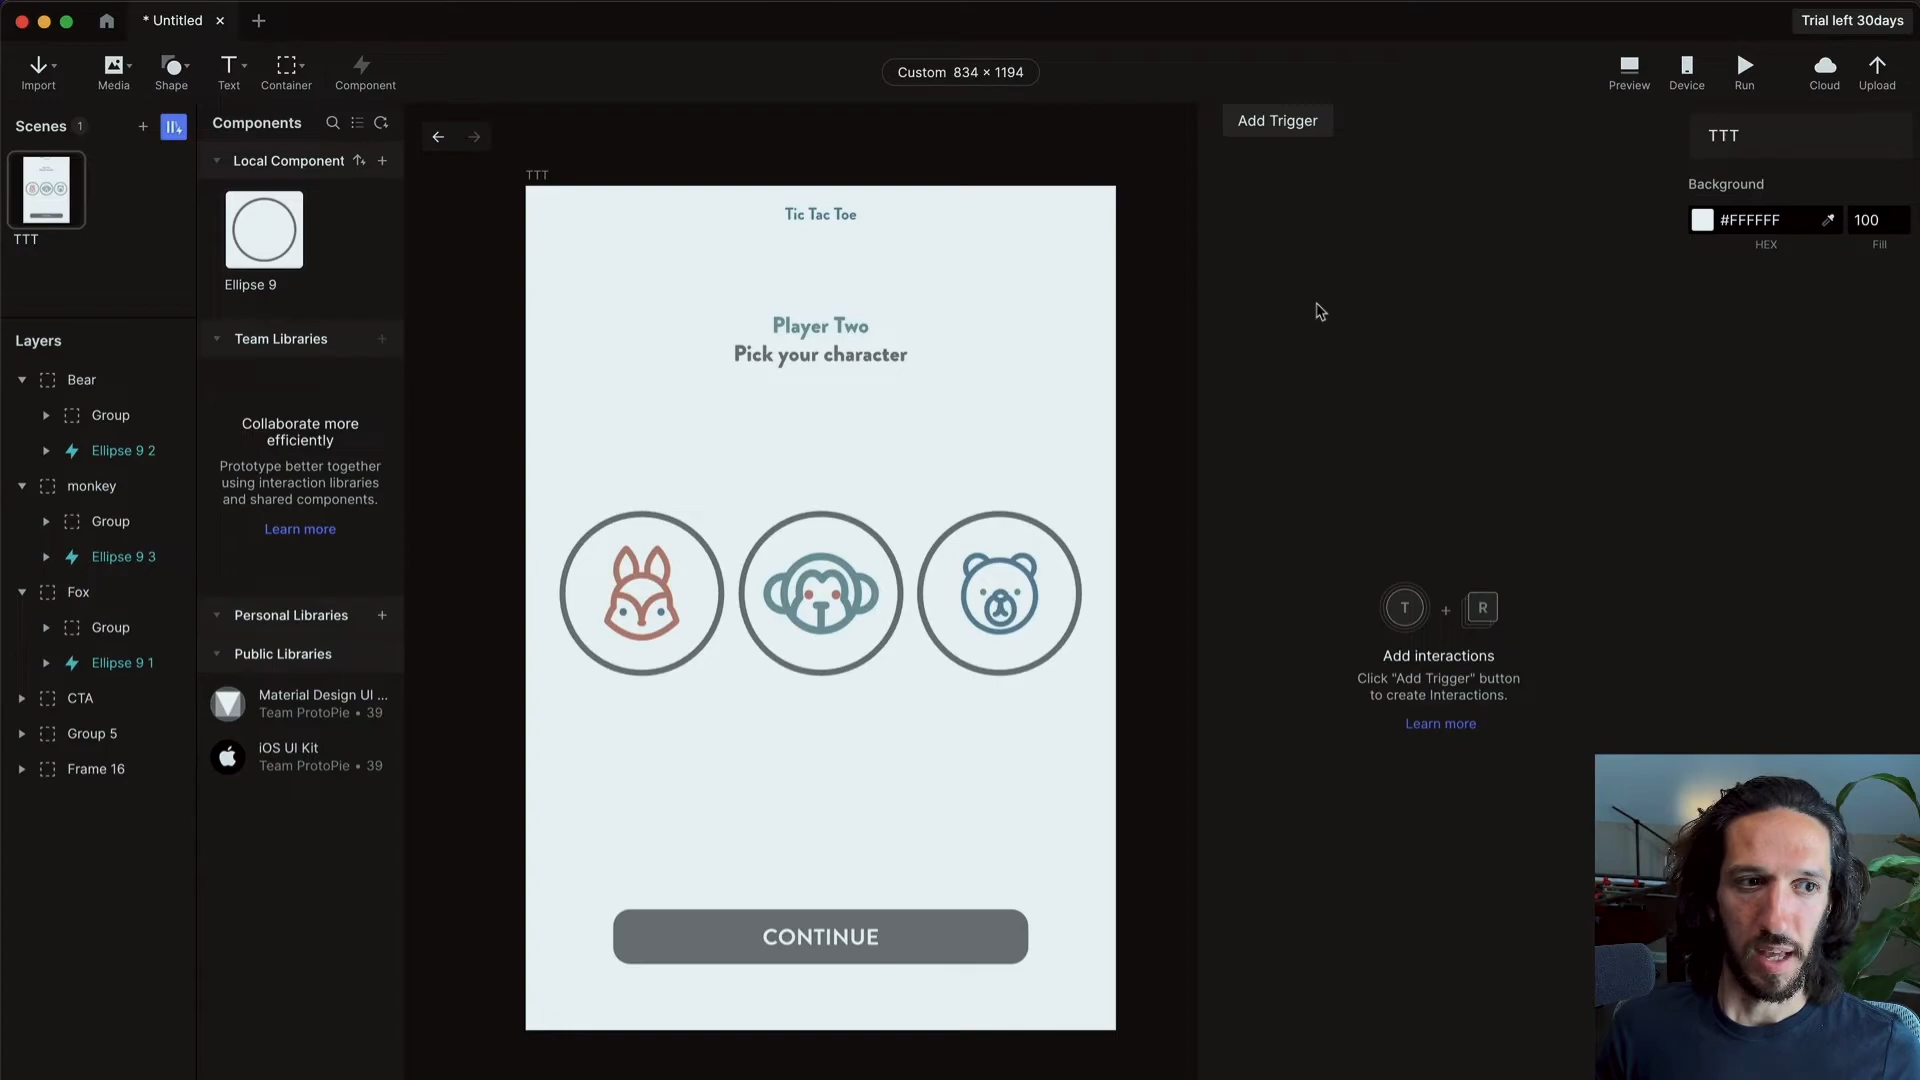 * Untitled
Trial left 30days
Import
Media
Shape
Text
Container
Component
Custom 834 × 1194
Preview
Device
Run
Cloud
Upload
Scenes 1
TTT
Layers
Bear
Group
Ellipse 9 2
monkey
Group
Ellipse 9 3
Fox
Group
Ellipse 9 1
CTA
Group 5
Frame 16
Components
Local Component
Ellipse 9
Team Libraries
Collaborate more
efficiently
Prototype better together
using interaction libraries
and shared components.
Learn more
Personal Libraries
Public Libraries
Material Design UI ...
Team ProtoPie • 39
iOS UI Kit
Team ProtoPie • 39
TTT
Tic Tac Toe
Player Two
Pick your character
CONTINUE
Add Trigger
T + R
Add interactions
Click "Add Trigger" button
to create Interactions.
Learn more
TTT
Background
#FFFFFF 100
HEX Fill